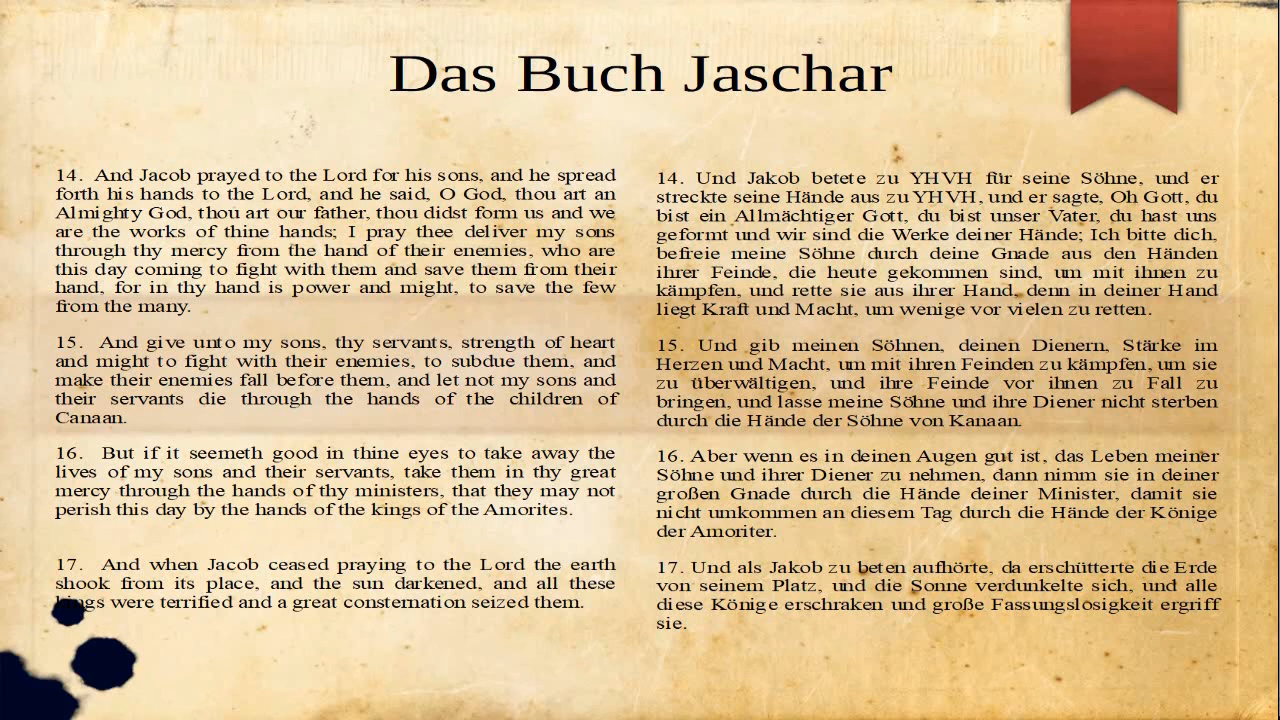 Das Buch Jaschar
14. And Jacob prayed to the Lord for his sons, and he spread
forth his hands to the Lord, and he said, O God, thou art an
Almighty God, thou art our father, thou didst form us and we
are the works of thine hands; I pray thee deliver my sons
through thy mercy from the hand of their enemies, who are
this day coming to fight with them and save them from their
hand, for in thy hand is power and might, to save the few
from the many.
15. And give unto my sons, thy servants, strength of heart
and might to fight with their enemies, to subdue them, and
make their enemies fall before them, and let not my sons and
their servants die through the hands of the children of
Canaan.
16. But if it seemeth good in thine eyes to take away the
lives of my sons and their servants, take them in thy great
mercy through the hands of thy ministers, that they may not
perish this day by the hands of the kings of the Amorites.
17. And when Jacob ceased praying to the Lord the earth
shook from its place, and the sun darkened, and all these
kings were terrified and a great consternation seized them.
14. Und Jakob betete zu YHVH für seine Söhne, und er
streckte seine Hände aus zu YHVH, und er sagte, Oh Gott, du
bist ein Allmächtiger Gott, du bist unser Vater, du hast uns
geformt und wir sind die Werke deiner Hände; Ich bitte dich,
befreie meine Söhne durch deine Gnade aus den Händen
ihrer Feinde, die heute gekommen sind, um mit ihnen zu
kämpfen, und rette sie aus ihrer Hand, denn in deiner Hand
liegt Kraft und Macht, um wenige vor vielen zu retten.
15. Und gib meinen Söhnen, deinen Dienern, Stärke im
Herzen und Macht, um mit ihren Feinden zu kämpfen, um sie
zu überwältigen, und ihre Feinde vor ihnen zu Fall zu
bringen, und lasse meine Söhne und ihre Diener nicht sterben
durch die Hände der Söhne von Kanaan.
16. Aber wenn es in deinen Augen gut ist, das Leben meiner
Söhne und ihrer Diener zu nehmen, dann nimm sie in deiner
großen Gnade durch die Hände deiner Minister, damit sie
nicht umkommen an diesem Tag durch die Hände der Könige
der Amoriter.
17. Und als Jakob zu beten aufhörte, da erschütterte die Erde
von seinem Platz, und die Sonne verdunkelte sich, und alle
diese Könige erschraken und große Fassungslosigkeit ergriff
sie.